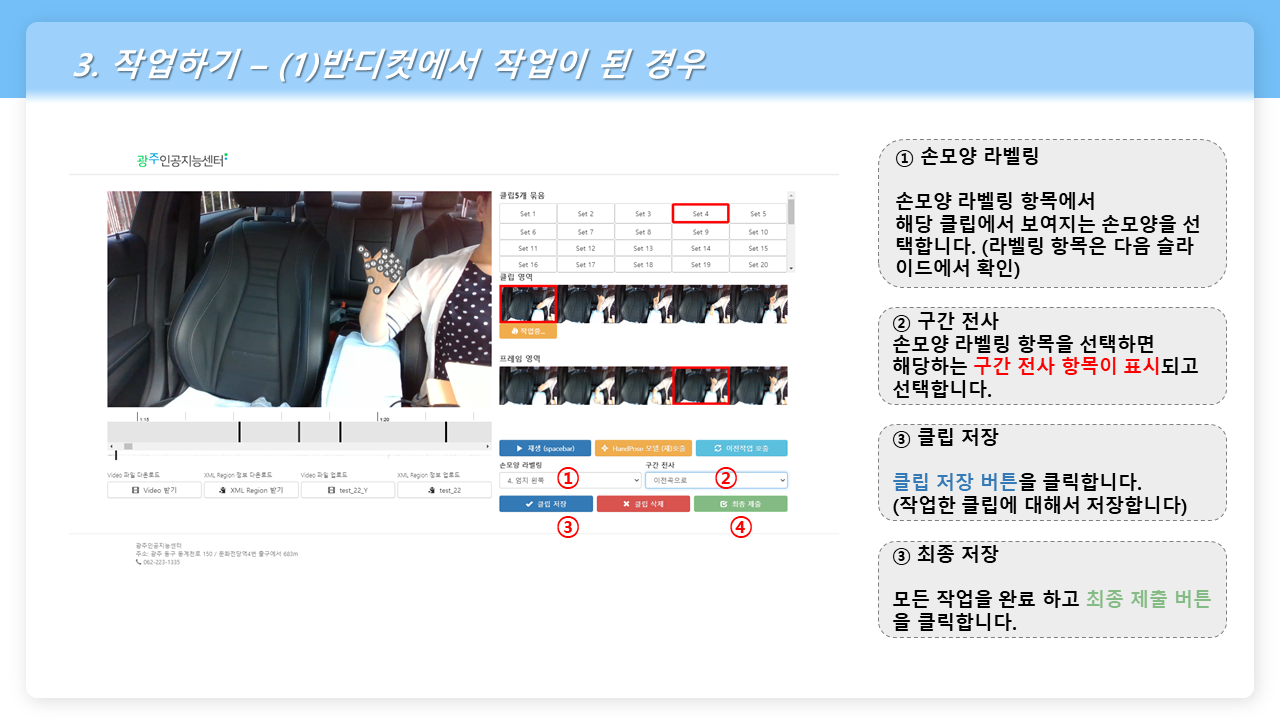 3. 작업하기 – (1)반디컷에서 작업이 된 경우
광주인공지능센터
클립5개 묶음
Set 1 Set 2 Set 3 Set 4 Set 5
Set 6 Set 7 Set 8 Set 9 Set 10
Set 11 Set 12 Set 13 Set 14 Set 15
Set 16 Set 17 Set 18 Set 19 Set 20
클립 영역
작업중...
프레임 영역
1:15 1:20
재생 (spacebar) HandPress 모델 (재)호출 이전작업 호출
손모양 라벨링 구간 전사
4. 엄지 왼쪽 ① 이전곡으로 ②
클립 저장 클립 삭제 최종 제출
③ ④
Video 파일 다운로드 XML Region 정보 다운로드 Video 파일 업로드 XML Region 정보 업로드
Video 받기 XML Region 받기 test_22_Y test_22
광주인공지능센터
주소: 광주 동구 동계천로 150 / 문화전당역4번 출구에서 683m
062-223-1335
① 손모양 라벨링
손모양 라벨링 항목에서
해당 클립에서 보여지는 손모양을 선
택합니다. (라벨링 항목은 다음 슬라
이드에서 확인)
② 구간 전사
손모양 라벨링 항목을 선택하면
해당하는 구간 전사 항목이 표시되고
선택합니다.
③ 클립 저장
클립 저장 버튼을 클릭합니다.
(작업한 클립에 대해서 저장합니다)
③ 최종 저장
모든 작업을 완료 하고 최종 제출 버튼
을 클릭합니다.